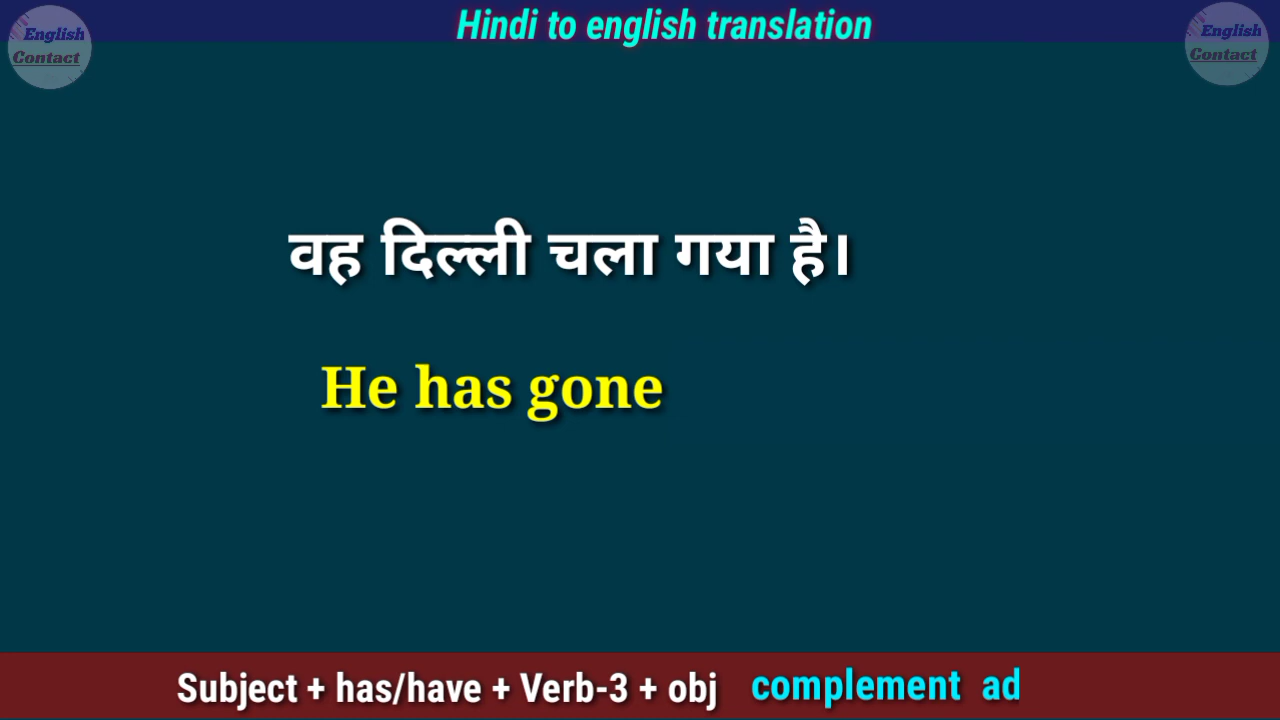 Hindi to english translation
English
Contact
English
Contact
वह दिल्ली चला गया है।
He has gone
Subject + has/have + Verb-3 + obj complement ad